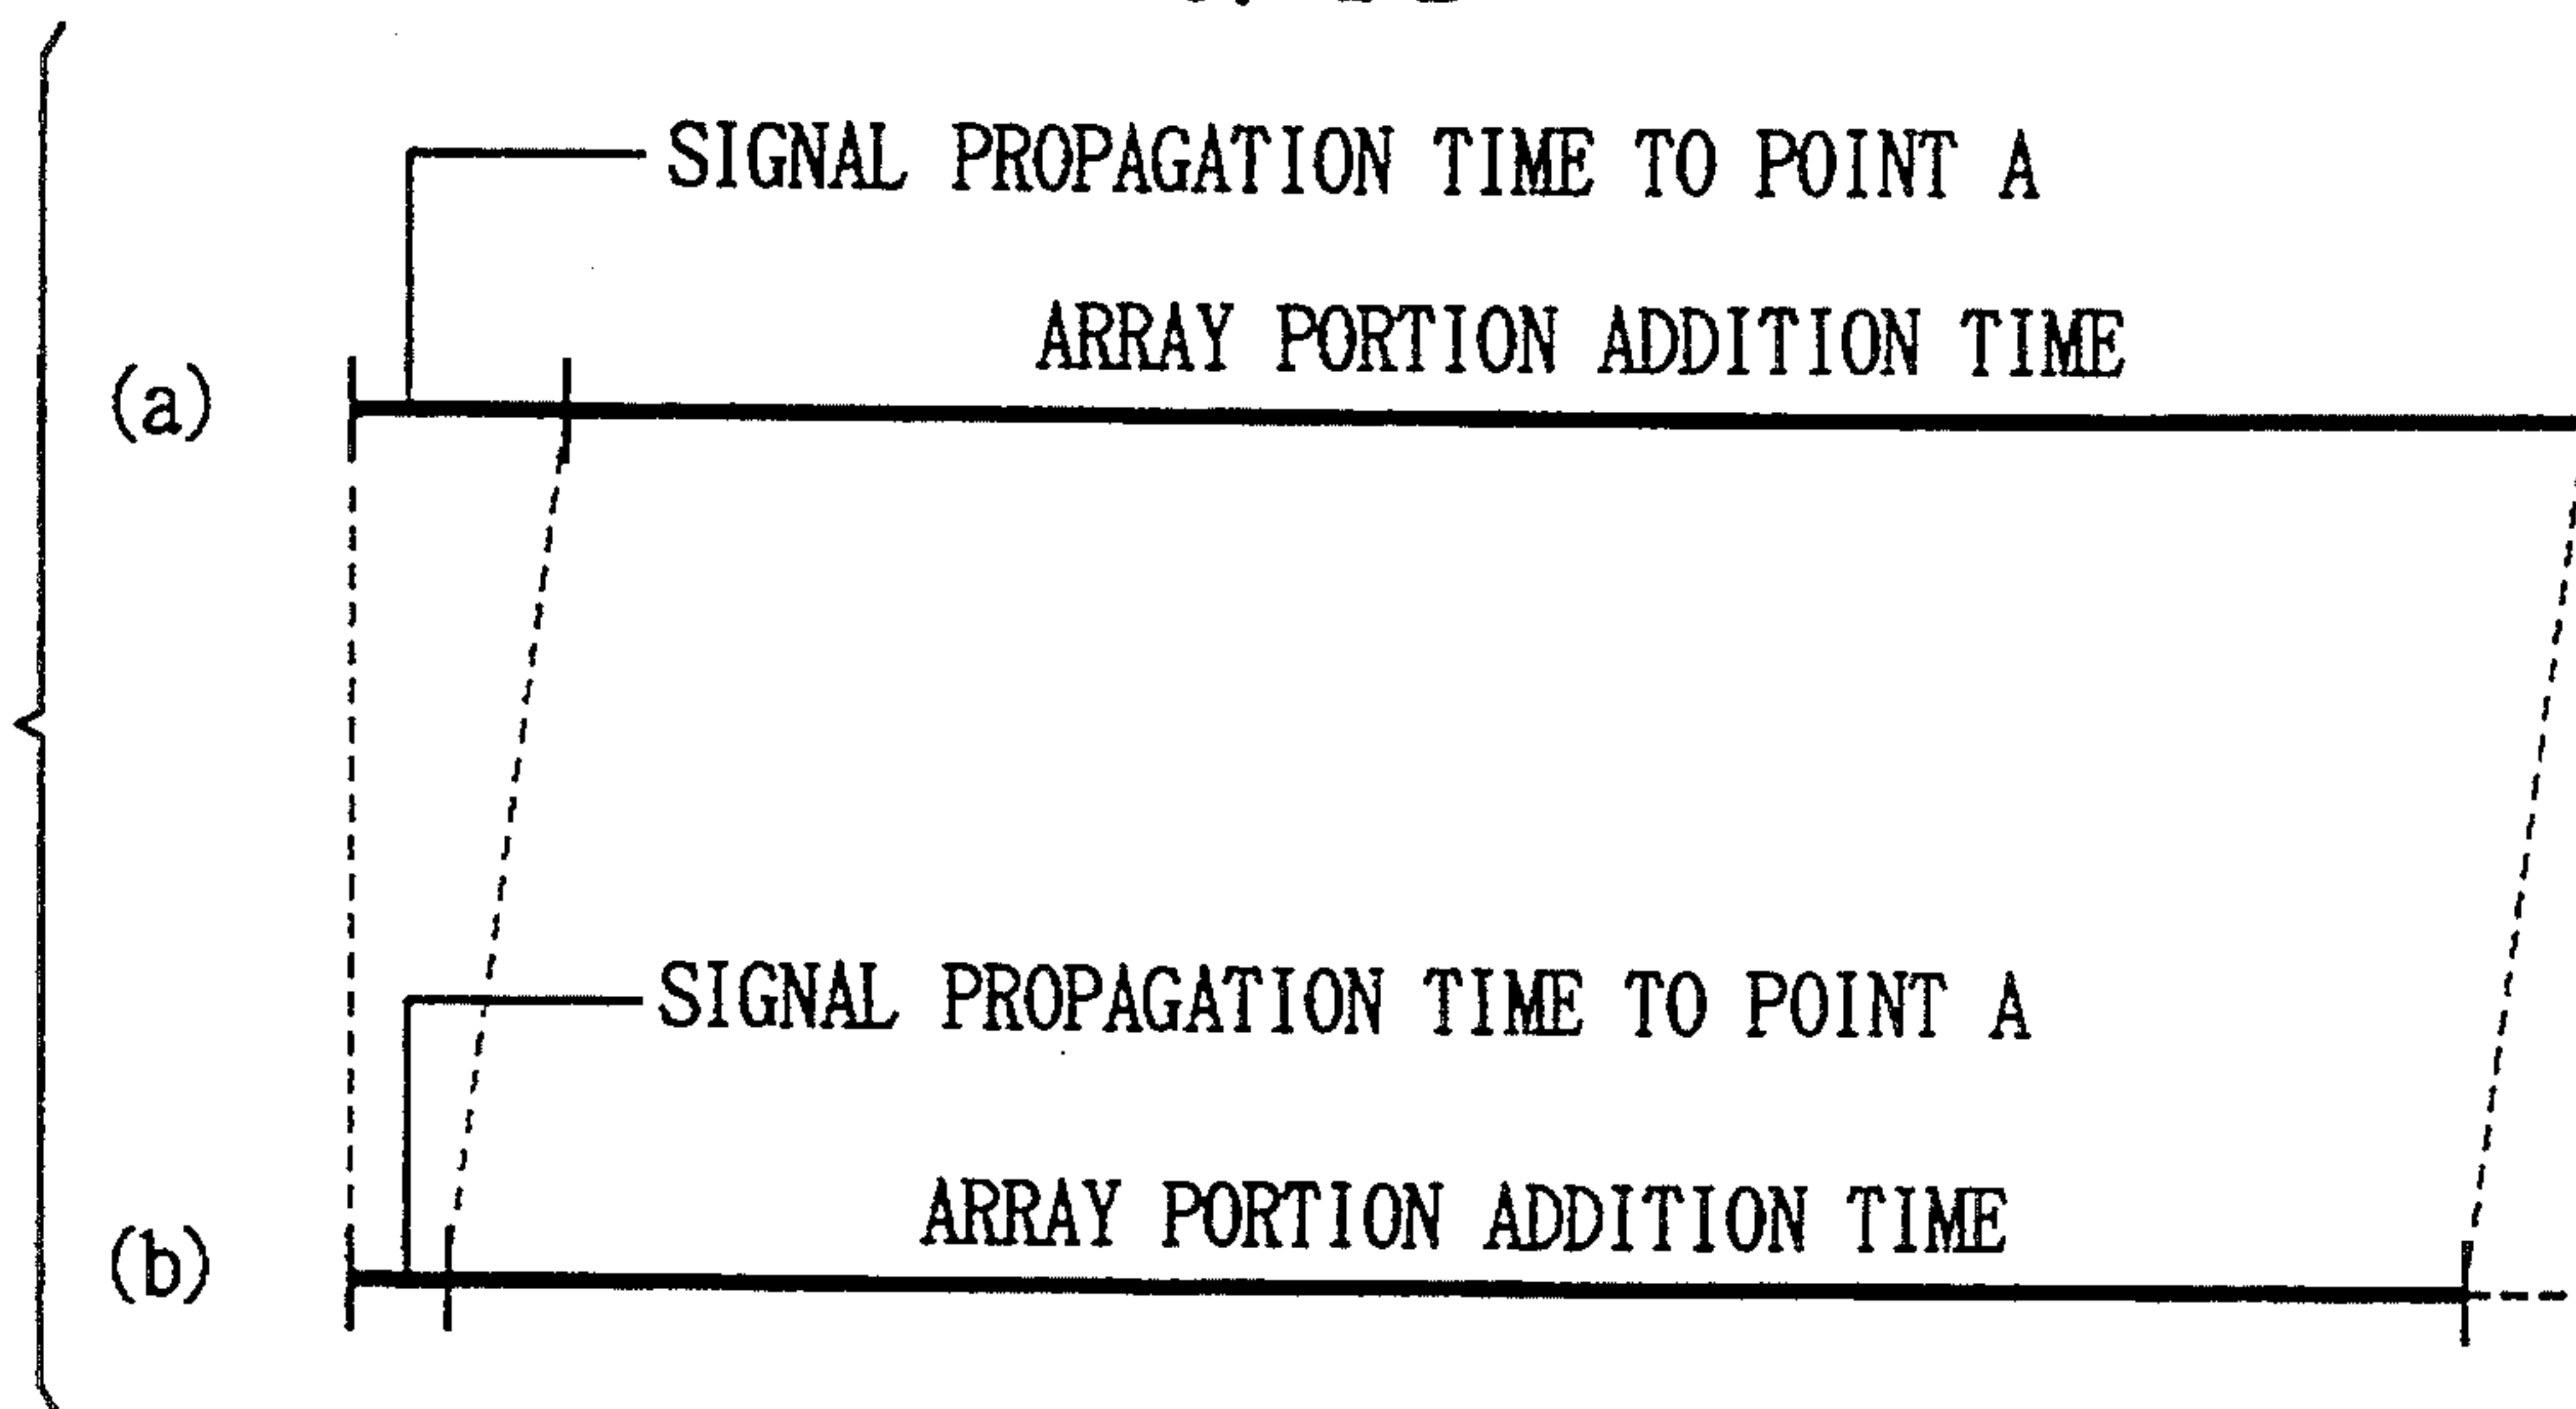 SIGNAL PROPAGATION TIME TO POINT A
ARRAY PORTION ADDITION TIME
(a)
SIGNAL PROPAGATION TIME TO POINT A
ARRAY PORTION ADDITION TIME
(b)